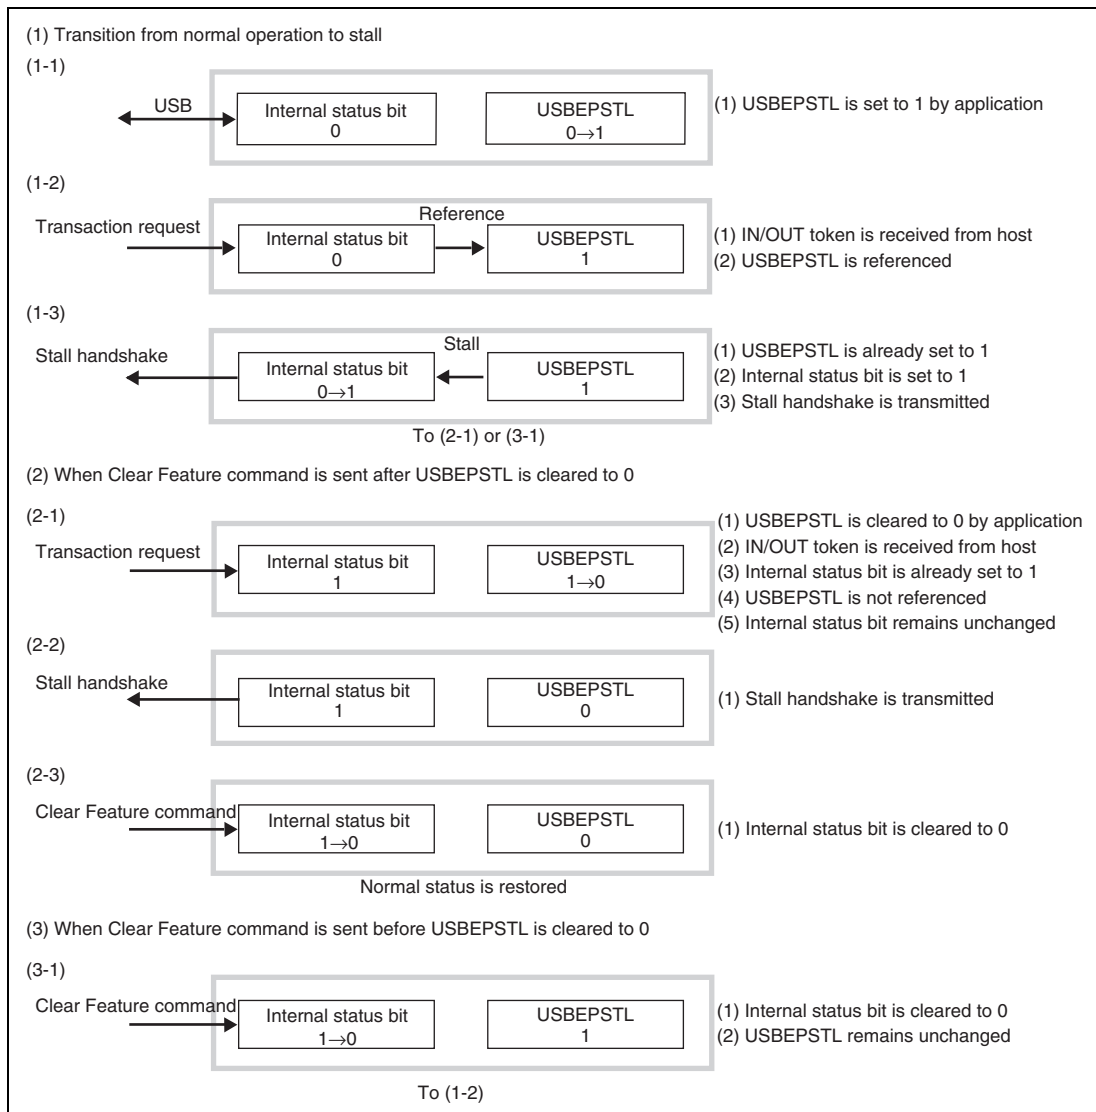 (1) Transition from normal operation to stall
(1-1)
USB
Internal status bit
0
USBEPSTL
0→1
(1) USBEPSTL is set to 1 by application
(1-2)
Transaction request
Reference
Internal status bit
0
USBEPSTL
1
(1) IN/OUT token is received from host
(2) USBEPSTL is referenced
(1-3)
Stall handshake
Stall
Internal status bit
0→1
USBEPSTL
1
(1) USBEPSTL is already set to 1
(2) Internal status bit is set to 1
(3) Stall handshake is transmitted
To (2-1) or (3-1)
(2) When Clear Feature command is sent after USBEPSTL is cleared to 0
(2-1)
Transaction request
Internal status bit
1
USBEPSTL
1→0
(1) USBEPSTL is cleared to 0 by application
(2) IN/OUT token is received from host
(3) Internal status bit is already set to 1
(4) USBEPSTL is not referenced
(5) Internal status bit remains unchanged
(2-2)
Stall handshake
Internal status bit
1
USBEPSTL
0
(1) Stall handshake is transmitted
(2-3)
Clear Feature command
Internal status bit
1→0
USBEPSTL
0
(1) Internal status bit is cleared to 0
Normal status is restored
(3) When Clear Feature command is sent before USBEPSTL is cleared to 0
(3-1)
Clear Feature command
Internal status bit
1→0
USBEPSTL
1
(1) Internal status bit is cleared to 0
(2) USBEPSTL remains unchanged
To (1-2)